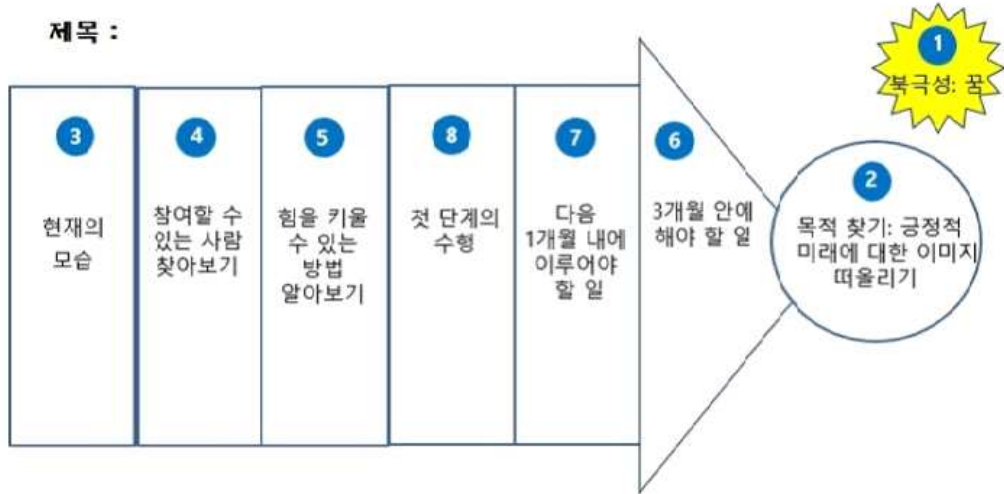 제목 :
1
북극성: 꿈
3
현재의
모습
4
참여할 수
있는 사람
찾아보기
5
힘을 키울
수 있는
방법
알아보기
8
첫 단계의
수행
7
다음
1개월 내에
이루어야
할 일
6
3개월 안에
해야 할 일
2
목적 찾기: 긍정적
미래에 대한 이미지
떠올리기